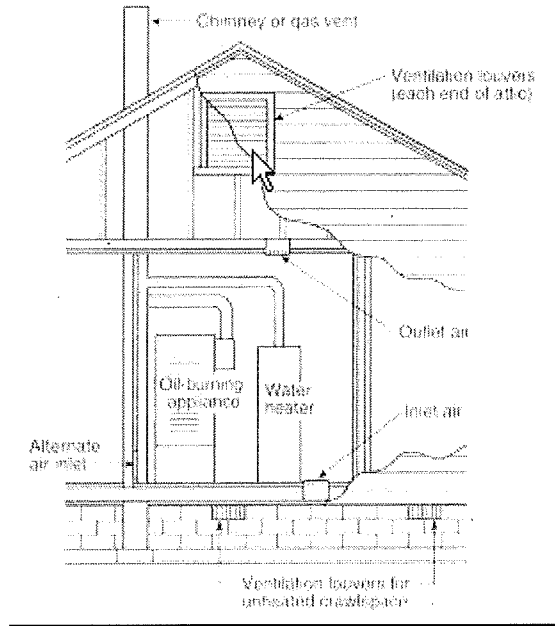 Chimney or gas vent
Ventilation louvers
(each end of attic)
Outlet air
Oil-burning
appliance
Water
heater
Inlet air
Alternate
air inlet
Ventilation louvers for
unheated crawlspace